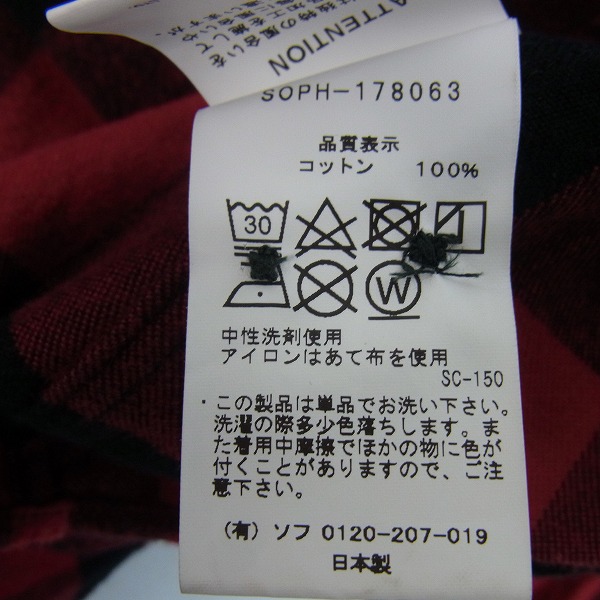 ATTENTION
SOPH-178063
品質表示
コットン 100%
30
W
中性洗剤使用
アイロンはあて布を使用
SC-150
・この製品は単品でお洗い下さい。
洗濯の際多少色落ちします。ま
た着用中摩擦でほかの物に色が
付くことがありますので、ご注
意下さい。
(有) ソフ 0120-207-019
日本製